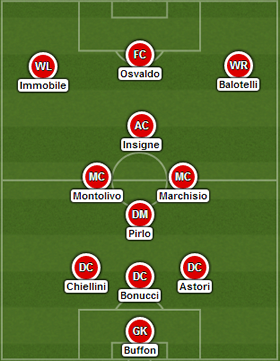 WL
FC
WR
Immobile
Osvaldo
Balotelli
AC
Insigne
MC
MC
Montolivo
Marchisio
DM
Pirlo
DC
DC
DC
Chiellini
Bonucci
Astori
GK
Buffon